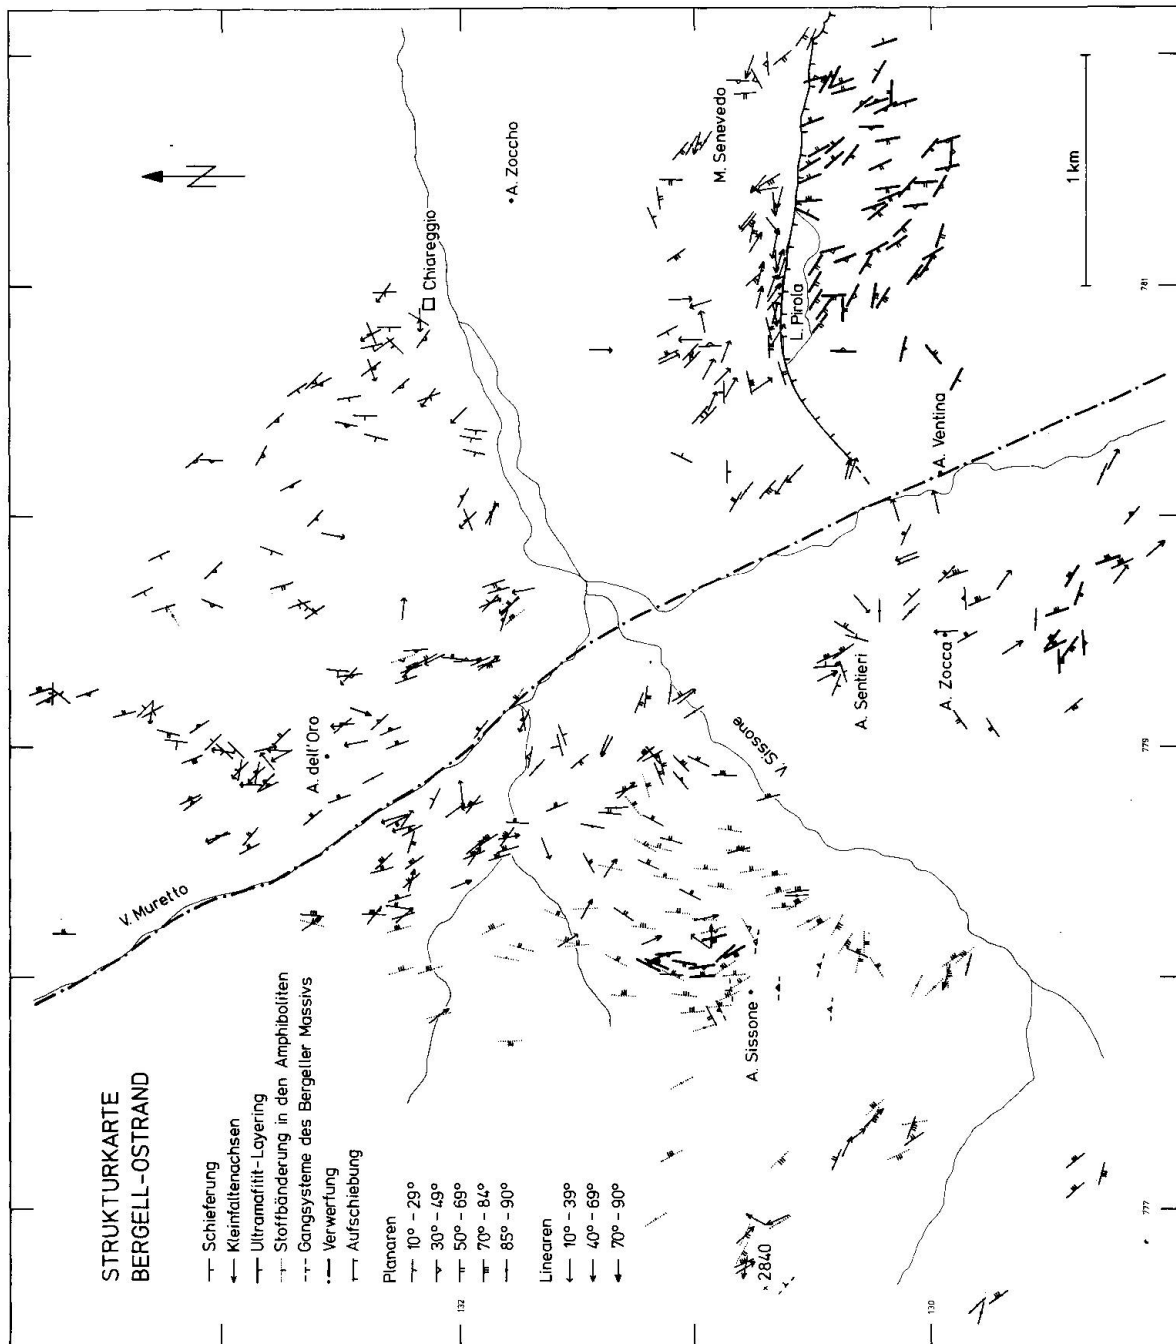 STRUKTURKARTE
BERGELL-OSTRAND
Schieferung
Kleinfaltenachsen
Ultramafitit-Layering
Stoffbänderung in den Amphiboliten
Gangsysteme des Bergeller Massivs
Verwerfung
Aufschiebung
Planaren
10° - 29°
30° - 49°
50° - 69°
70° - 84°
85° - 90°
Linearen
10° - 39°
40° - 69°
70° - 90°
N
V. Muretto
A. dell'Oro
Chiareggio
A. Zoccho
M. Senevedo
L. Pirola
A. Ventina
A. Sentieri
A. Zocca
V. Sissone
A. Sissone
2840
1 km
132
130
777
779
781